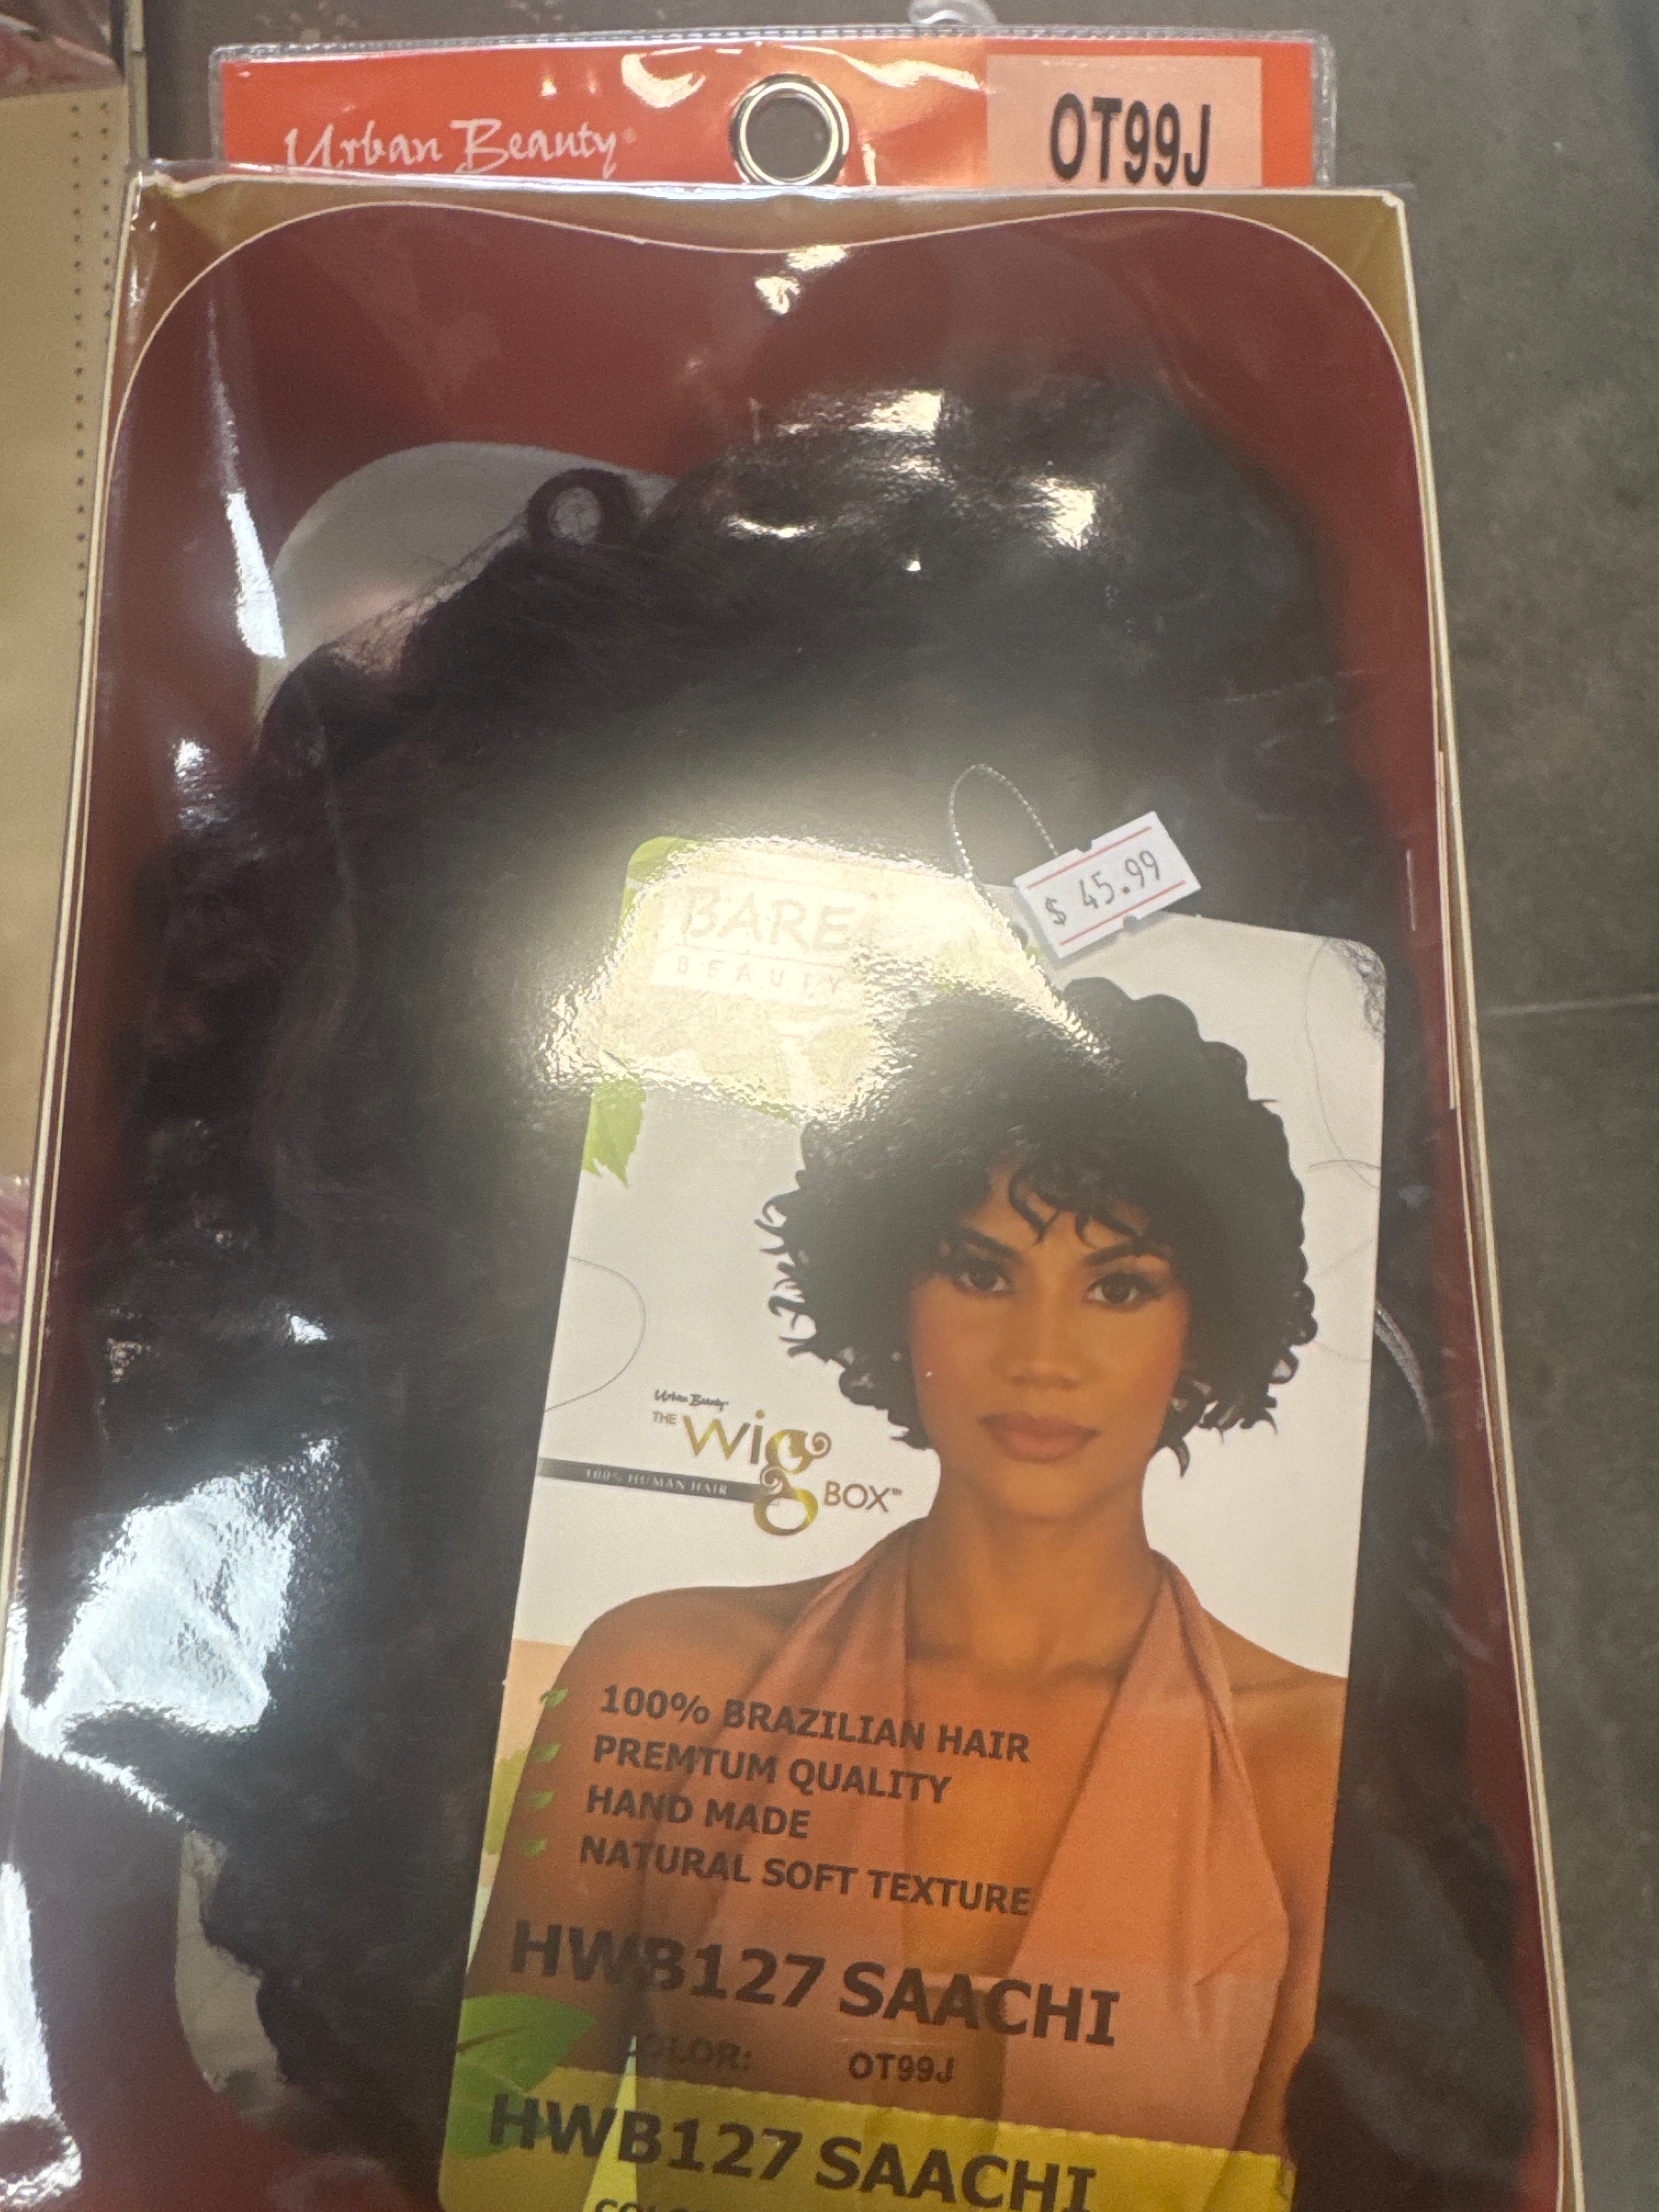 Urban Beauty
OT99J
$ 45.99
BARE
BEAUTY
Urban Beauty
THE wig BOX™
100% HUMAN HAIR
100% BRAZILIAN HAIR
PREMTUM QUALITY
HAND MADE
NATURAL SOFT TEXTURE
HWB127 SAACHI
COLOR: OT99J
HWB127 SAACHI